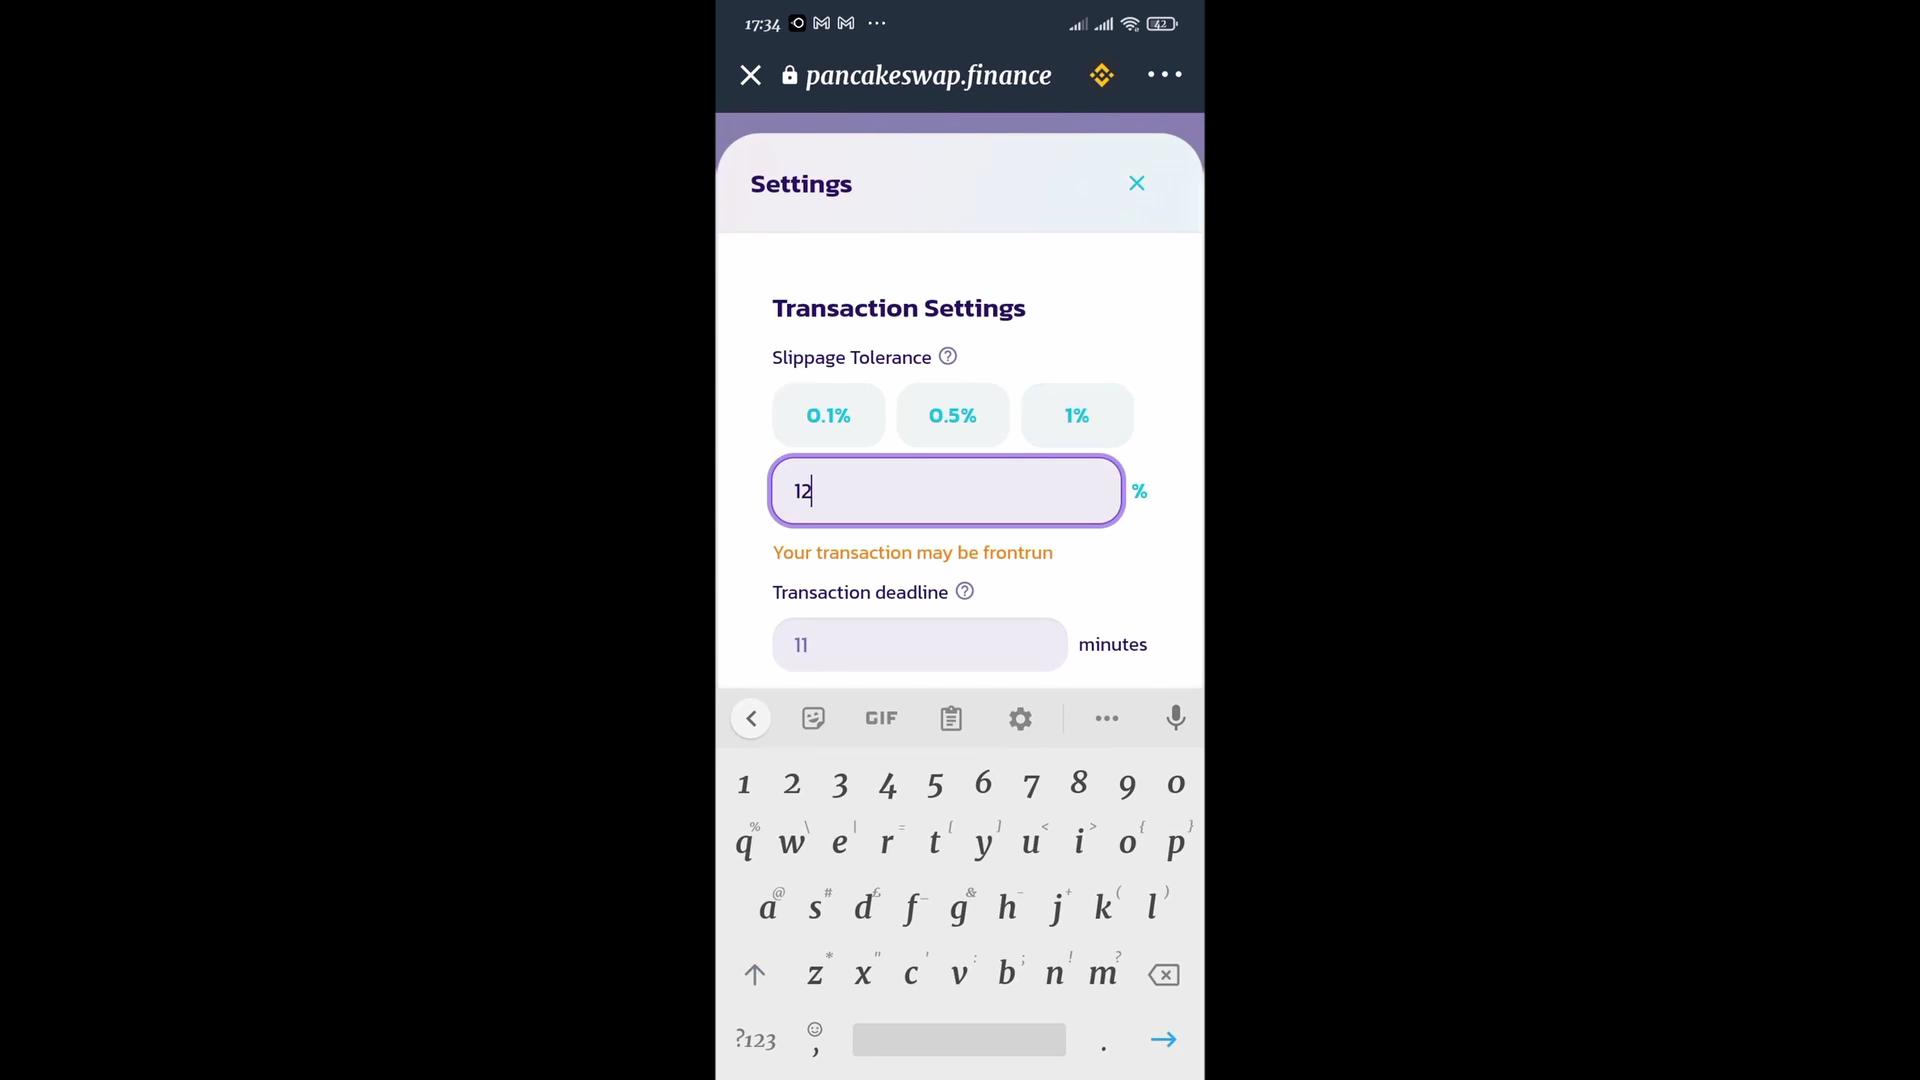 17:34 42
pancakeswap.finance
Settings
Transaction Settings
Slippage Tolerance ?
0.1% 0.5% 1%
12 %
Your transaction may be frontrun
Transaction deadline ?
11 minutes
GIF
1 2 3 4 5 6 7 8 9 0
% \ | = [ ] < > { }
q w e r t y u i o p
@ # £ _ & - + ( )
a s d f g h j k l
* " ' : ; ! ?
z x c v b n m
?123 , .